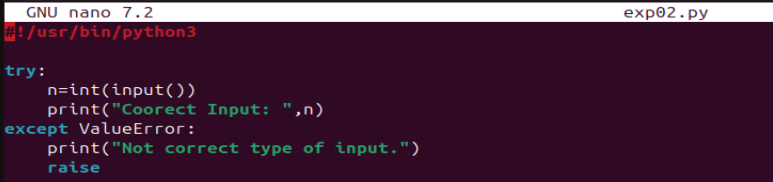 GNU nano 7.2 exp02.py
#!/usr/bin/python3
try:
    n=int(input())
    print("Coorect Input: ",n)
except ValueError:
    print("Not correct type of input.")
    raise